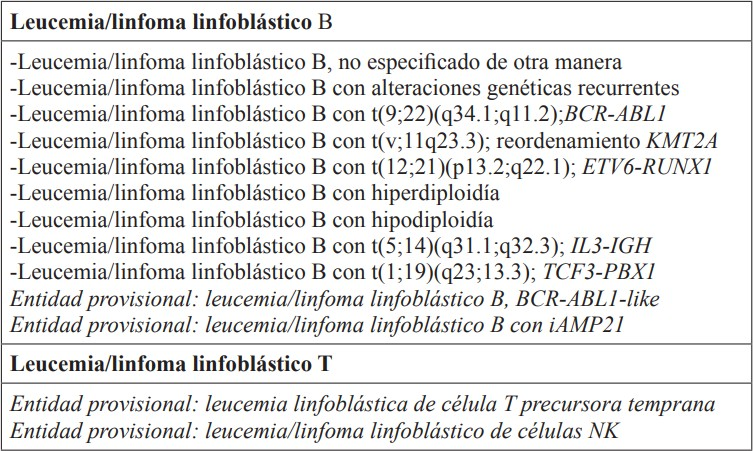 Leucemia/linfoma linfoblástico B
-Leucemia/linfoma linfoblástico B, no especificado de otra manera
-Leucemia/linfoma linfoblástico B con alteraciones genéticas recurrentes
-Leucemia/linfoma linfoblástico B con t(9;22)(q34.1;q11.2);BCR-ABL1
-Leucemia/linfoma linfoblástico B con t(v;11q23.3); reordenamiento KMT2A
-Leucemia/linfoma linfoblástico B con t(12;21)(p13.2;q22.1); ETV6-RUNX1
-Leucemia/linfoma linfoblástico B con hiperdiploidía
-Leucemia/linfoma linfoblástico B con hipodiploidía
-Leucemia/linfoma linfoblástico B con t(5;14)(q31.1;q32.3); IL3-IGH
-Leucemia/linfoma linfoblástico B con t(1;19)(q23;13.3); TCF3-PBX1
Entidad provisional: leucemia/linfoma linfoblástico B, BCR-ABL1-like
Entidad provisional: leucemia/linfoma linfoblástico B con iAMP21
Leucemia/linfoma linfoblástico T
Entidad provisional: leucemia linfoblástica de célula T precursora temprana
Entidad provisional: leucemia/linfoma linfoblástico de células NK